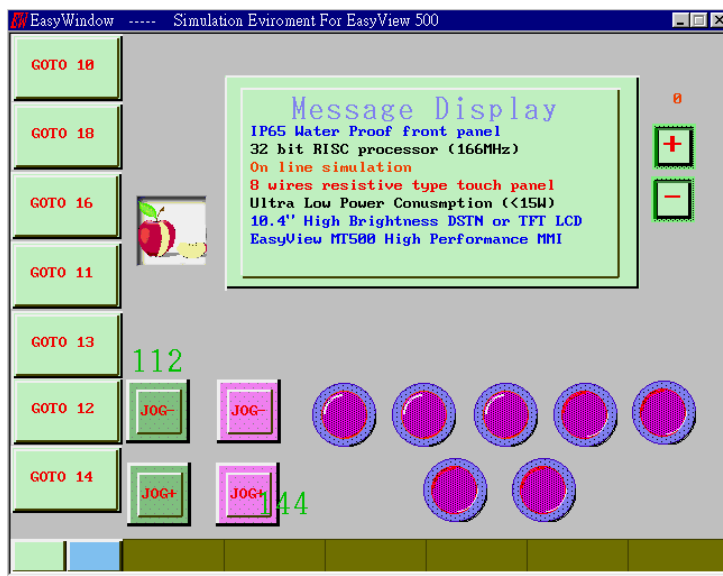 EW EasyWindow ----- Simulation Eviroment For EasyView 500
GOTO 10
GOTO 18
GOTO 16
GOTO 11
GOTO 13
GOTO 12
GOTO 14
Message Display
IP65 Water Proof front panel
32 bit RISC processor (166MHz)
On line simulation
8 wires resistive type touch panel
Ultra Low Power Conusmption (<15W)
10.4'' High Brightness DSTN or TFT LCD
EasyView MT500 High Performance MMI
0
+
−
112
JOG-
JOG-
JOG+
JOG+
144